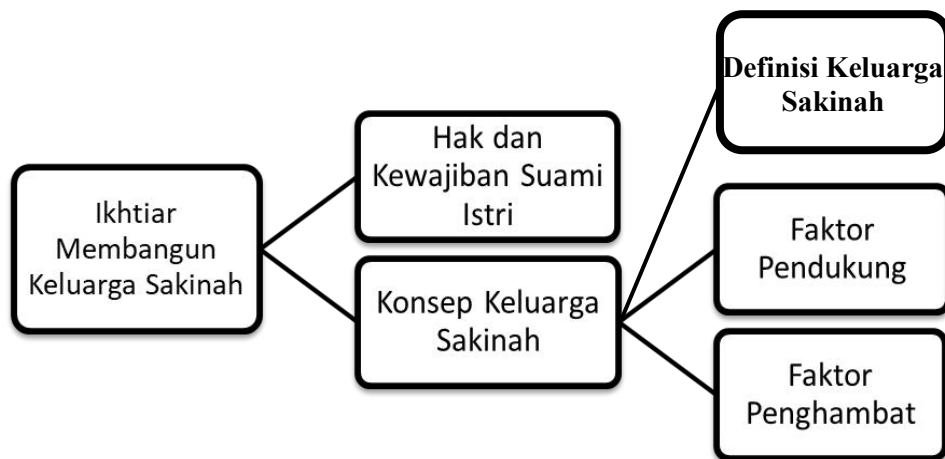 Ikhtiar
Membangun
Keluarga Sakinah
Hak dan
Kewajiban Suami
Istri
Konsep Keluarga
Sakinah
Definisi Keluarga
Sakinah
Faktor
Pendukung
Faktor
Penghambat